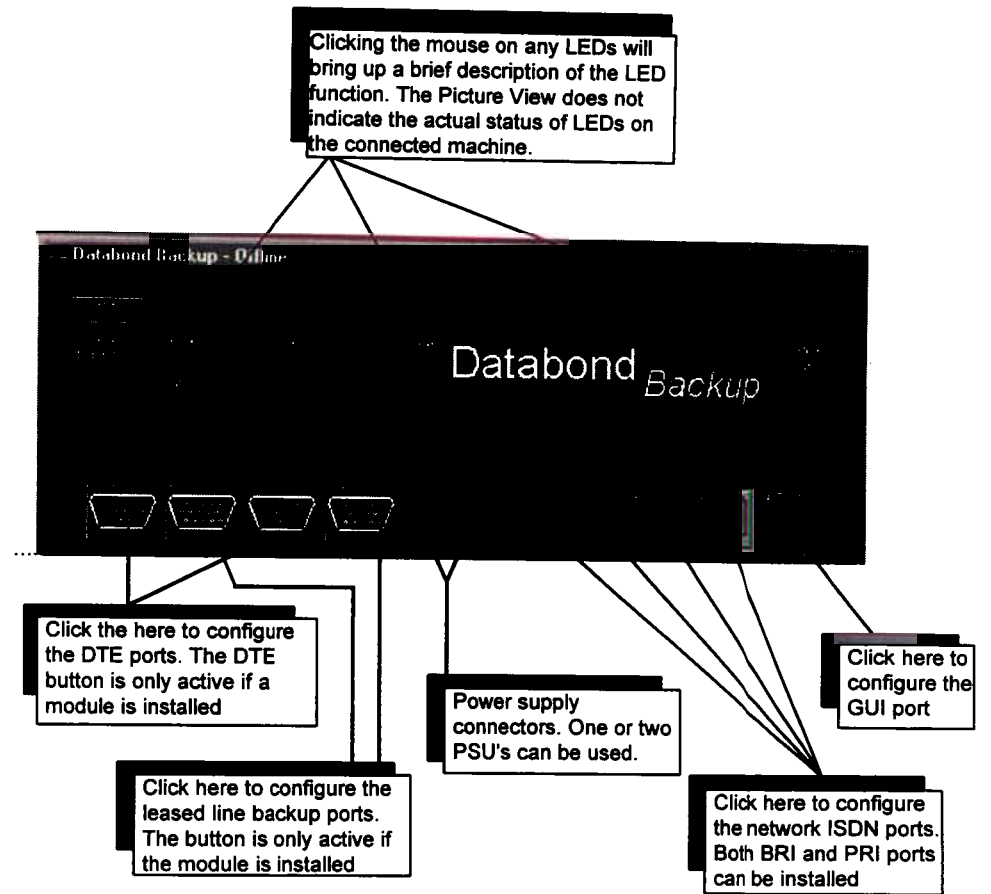 Clicking the mouse on any LEDs will
bring up a brief description of the LED
function. The Picture View does not
indicate the actual status of LEDs on
the connected machine.
Databond Backup - Offline
Databond Backup
Click the here to configure
the DTE ports. The DTE
button is only active if a
module is installed
Click here to configure the
leased line backup ports.
The button is only active if
the module is installed
Power supply
connectors. One or two
PSU's can be used.
Click here to
configure the
GUI port
Click here to configure
the network ISDN ports.
Both BRI and PRI ports
can be installed